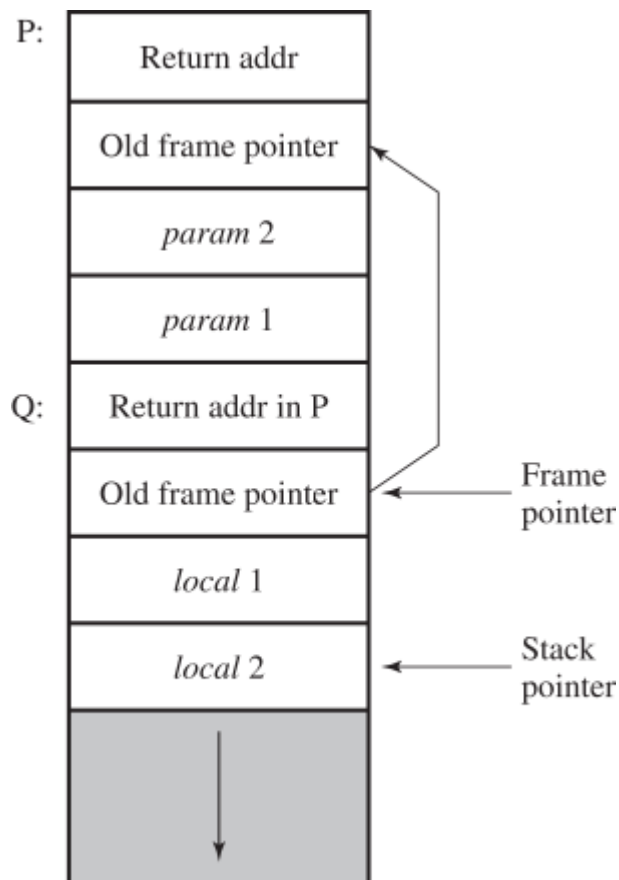 P:
Return addr
Old frame pointer
param 2
param 1
Q:
Return addr in P
Old frame pointer
Frame
pointer
local 1
local 2
Stack
pointer